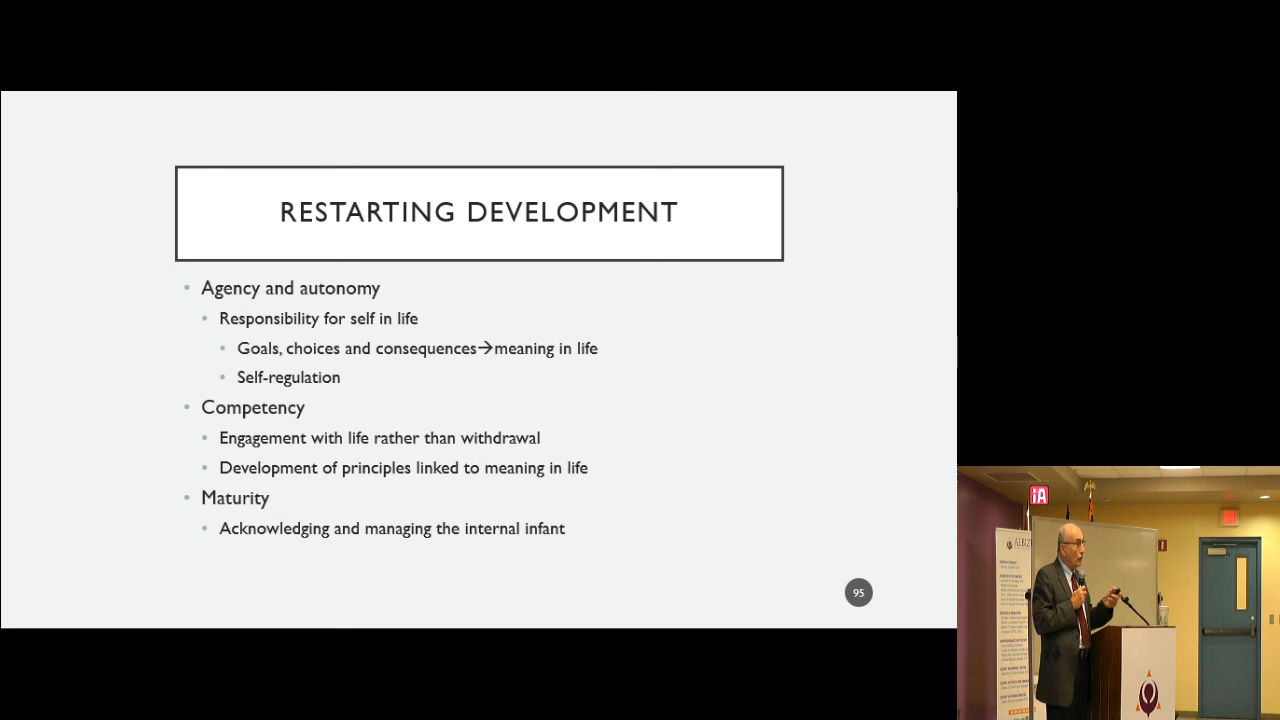 RESTARTING DEVELOPMENT
• Agency and autonomy
• Responsibility for self in life
• Goals, choices and consequences→meaning in life
• Self-regulation
• Competency
• Engagement with life rather than withdrawal
• Development of principles linked to meaning in life
• Maturity
• Acknowledging and managing the internal infant
95
iA